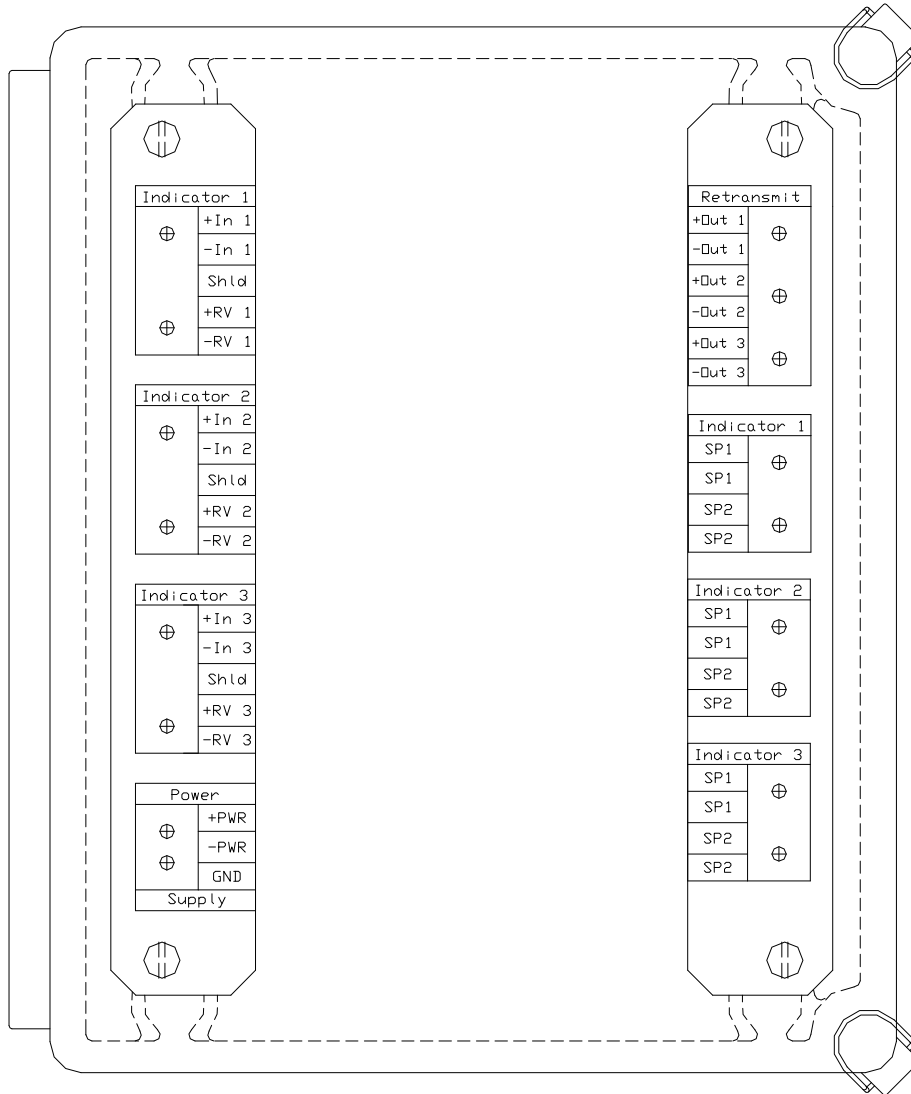 Indicator 1
+In 1
-In 1
Shld
+RV 1
-RV 1
Indicator 2
+In 2
-In 2
Shld
+RV 2
-RV 2
Indicator 3
+In 3
-In 3
Shld
+RV 3
-RV 3
Power
+PWR
-PWR
GND
Supply
Retransmit
+Out 1
-Out 1
+Out 2
-Out 2
+Out 3
-Out 3
Indicator 1
SP1
SP1
SP2
SP2
Indicator 2
SP1
SP1
SP2
SP2
Indicator 3
SP1
SP1
SP2
SP2